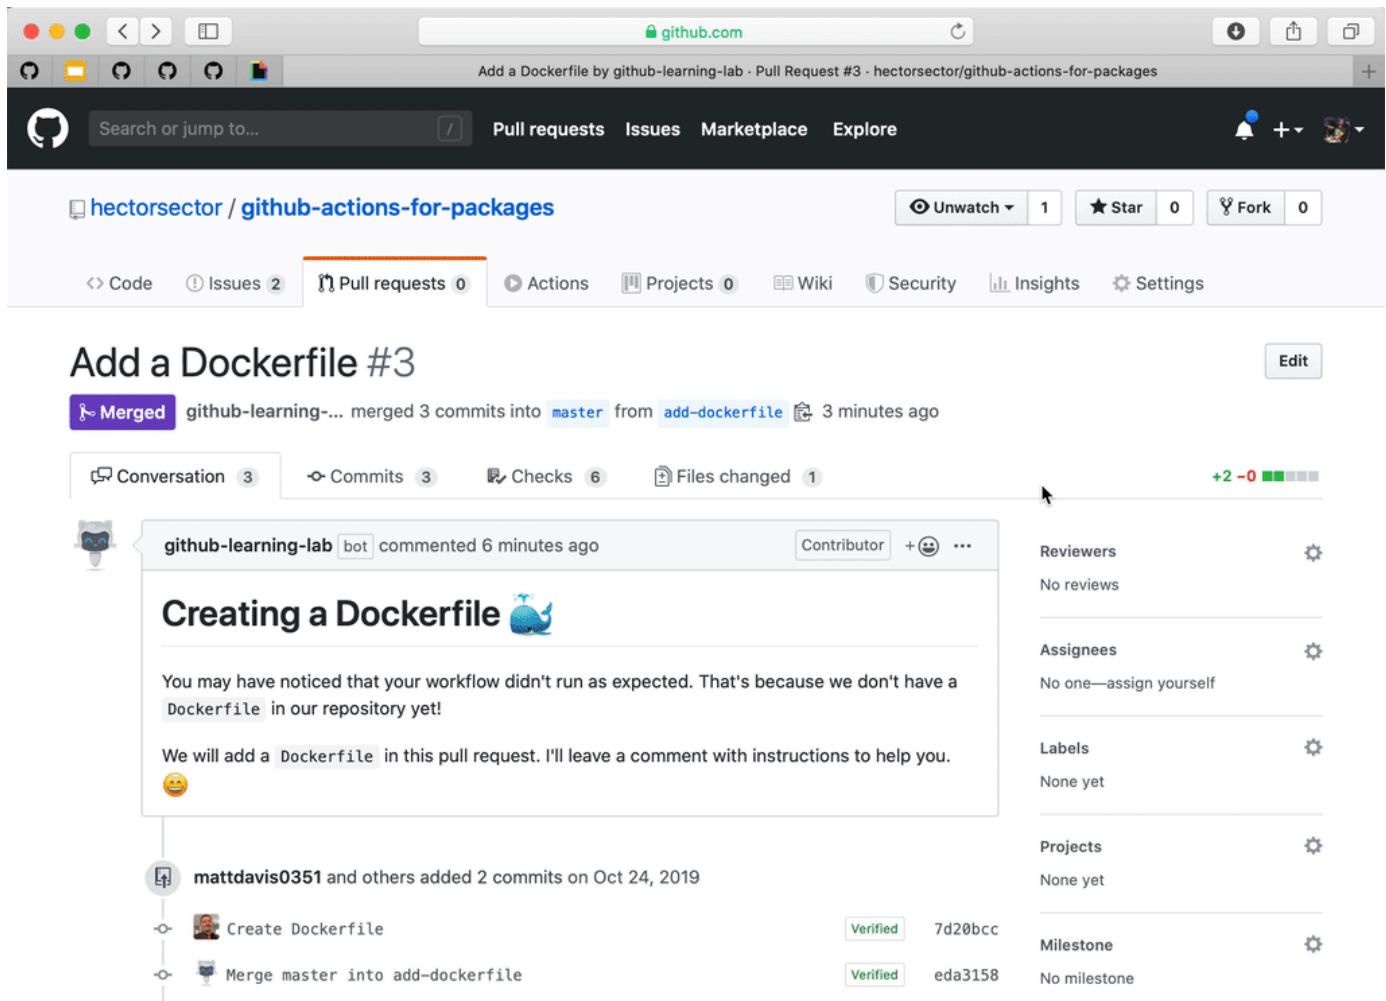 github.com
Add a Dockerfile by github-learning-lab · Pull Request #3 · hectorsector/github-actions-for-packages
Search or jump to... / Pull requests Issues Marketplace Explore
hectorsector / github-actions-for-packages Unwatch 1 Star 0 Fork 0
Code Issues 2 Pull requests 0 Actions Projects 0 Wiki Security Insights Settings
Add a Dockerfile #3 Edit
Merged github-learning-... merged 3 commits into master from add-dockerfile 3 minutes ago
Conversation 3 Commits 3 Checks 6 Files changed 1 +2 −0
github-learning-lab bot commented 6 minutes ago Contributor
Creating a Dockerfile
You may have noticed that your workflow didn't run as expected. That's because we don't have a
Dockerfile in our repository yet!
We will add a Dockerfile in this pull request. I'll leave a comment with instructions to help you.
mattdavis0351 and others added 2 commits on Oct 24, 2019
Create Dockerfile Verified 7d20bcc
Merge master into add-dockerfile Verified eda3158
Reviewers
No reviews
Assignees
No one—assign yourself
Labels
None yet
Projects
None yet
Milestone
No milestone